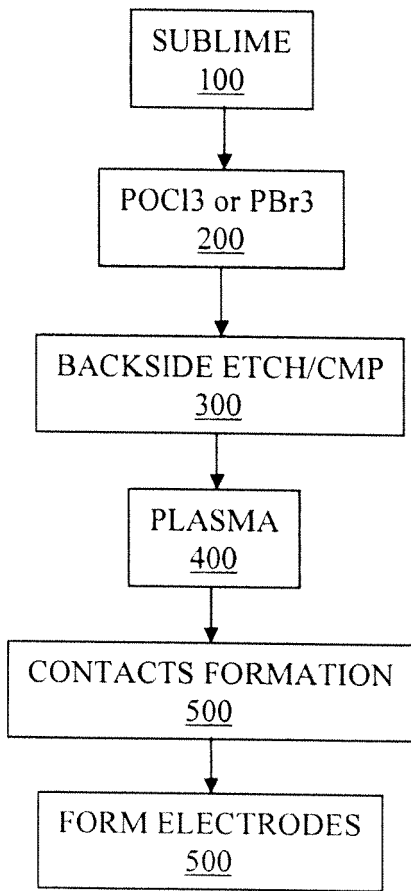 SUBLIME
100
POCl3 or PBr3
200
BACKSIDE ETCH/CMP
300
PLASMA
400
CONTACTS FORMATION
500
FORM ELECTRODES
500